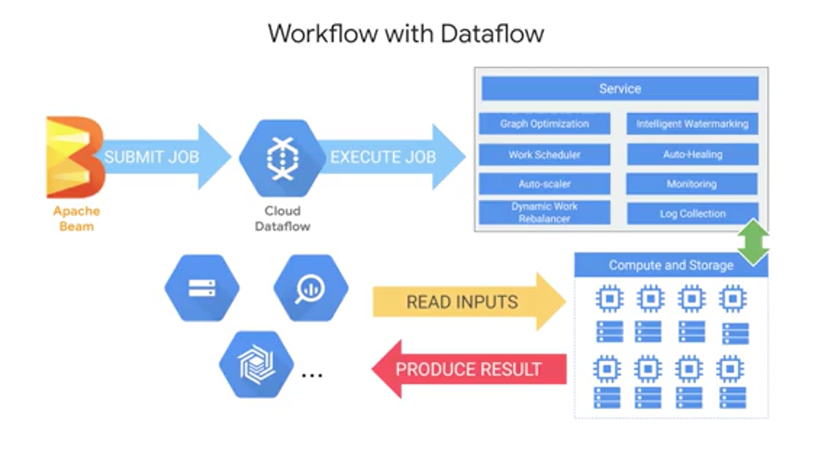 Workflow with Dataflow
SUBMIT JOB
EXECUTE JOB
Apache
Beam
Cloud
Dataflow
Service
Graph Optimization
Intelligent Watermarking
Work Scheduler
Auto-Healing
Auto-scaler
Monitoring
Dynamic Work
Rebalancer
Log Collection
Compute and Storage
READ INPUTS
PRODUCE RESULT
...